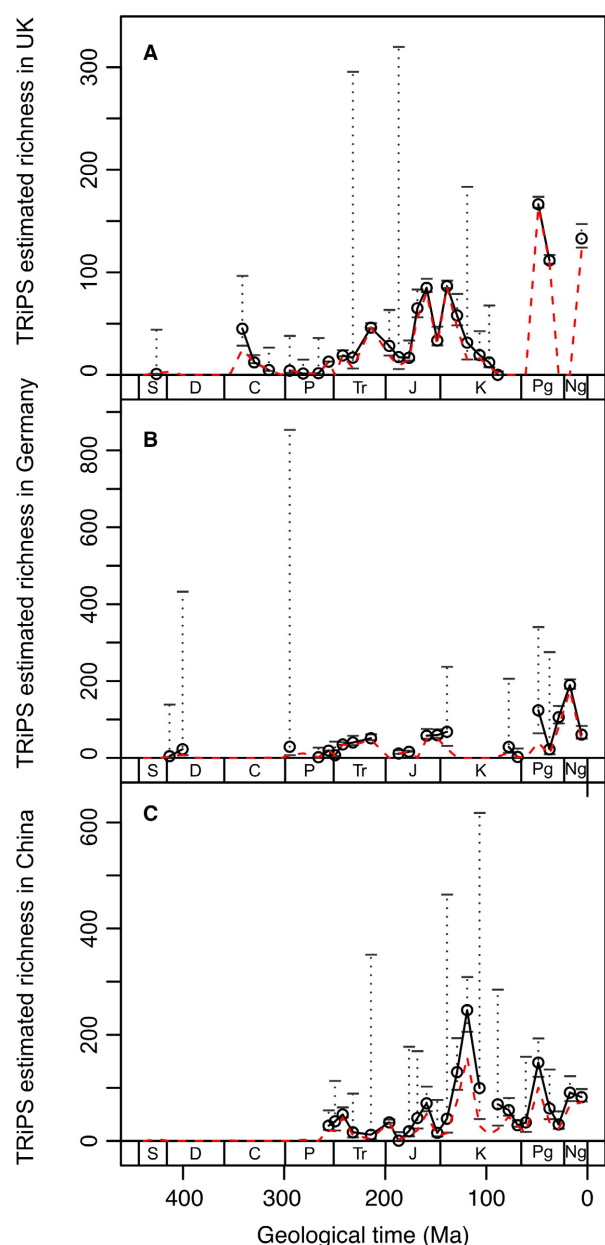 TRiPS estimated richness in UK
A
300
200
100
0
S D C P Tr J K Pg Ng
TRiPS estimated richness in Germany
B
800
600
400
200
0
S D C P Tr J K Pg Ng
TRiPS estimated richness in China
C
600
400
200
0
S D C P Tr J K Pg Ng
400 300 200 100 0
Geological time (Ma)